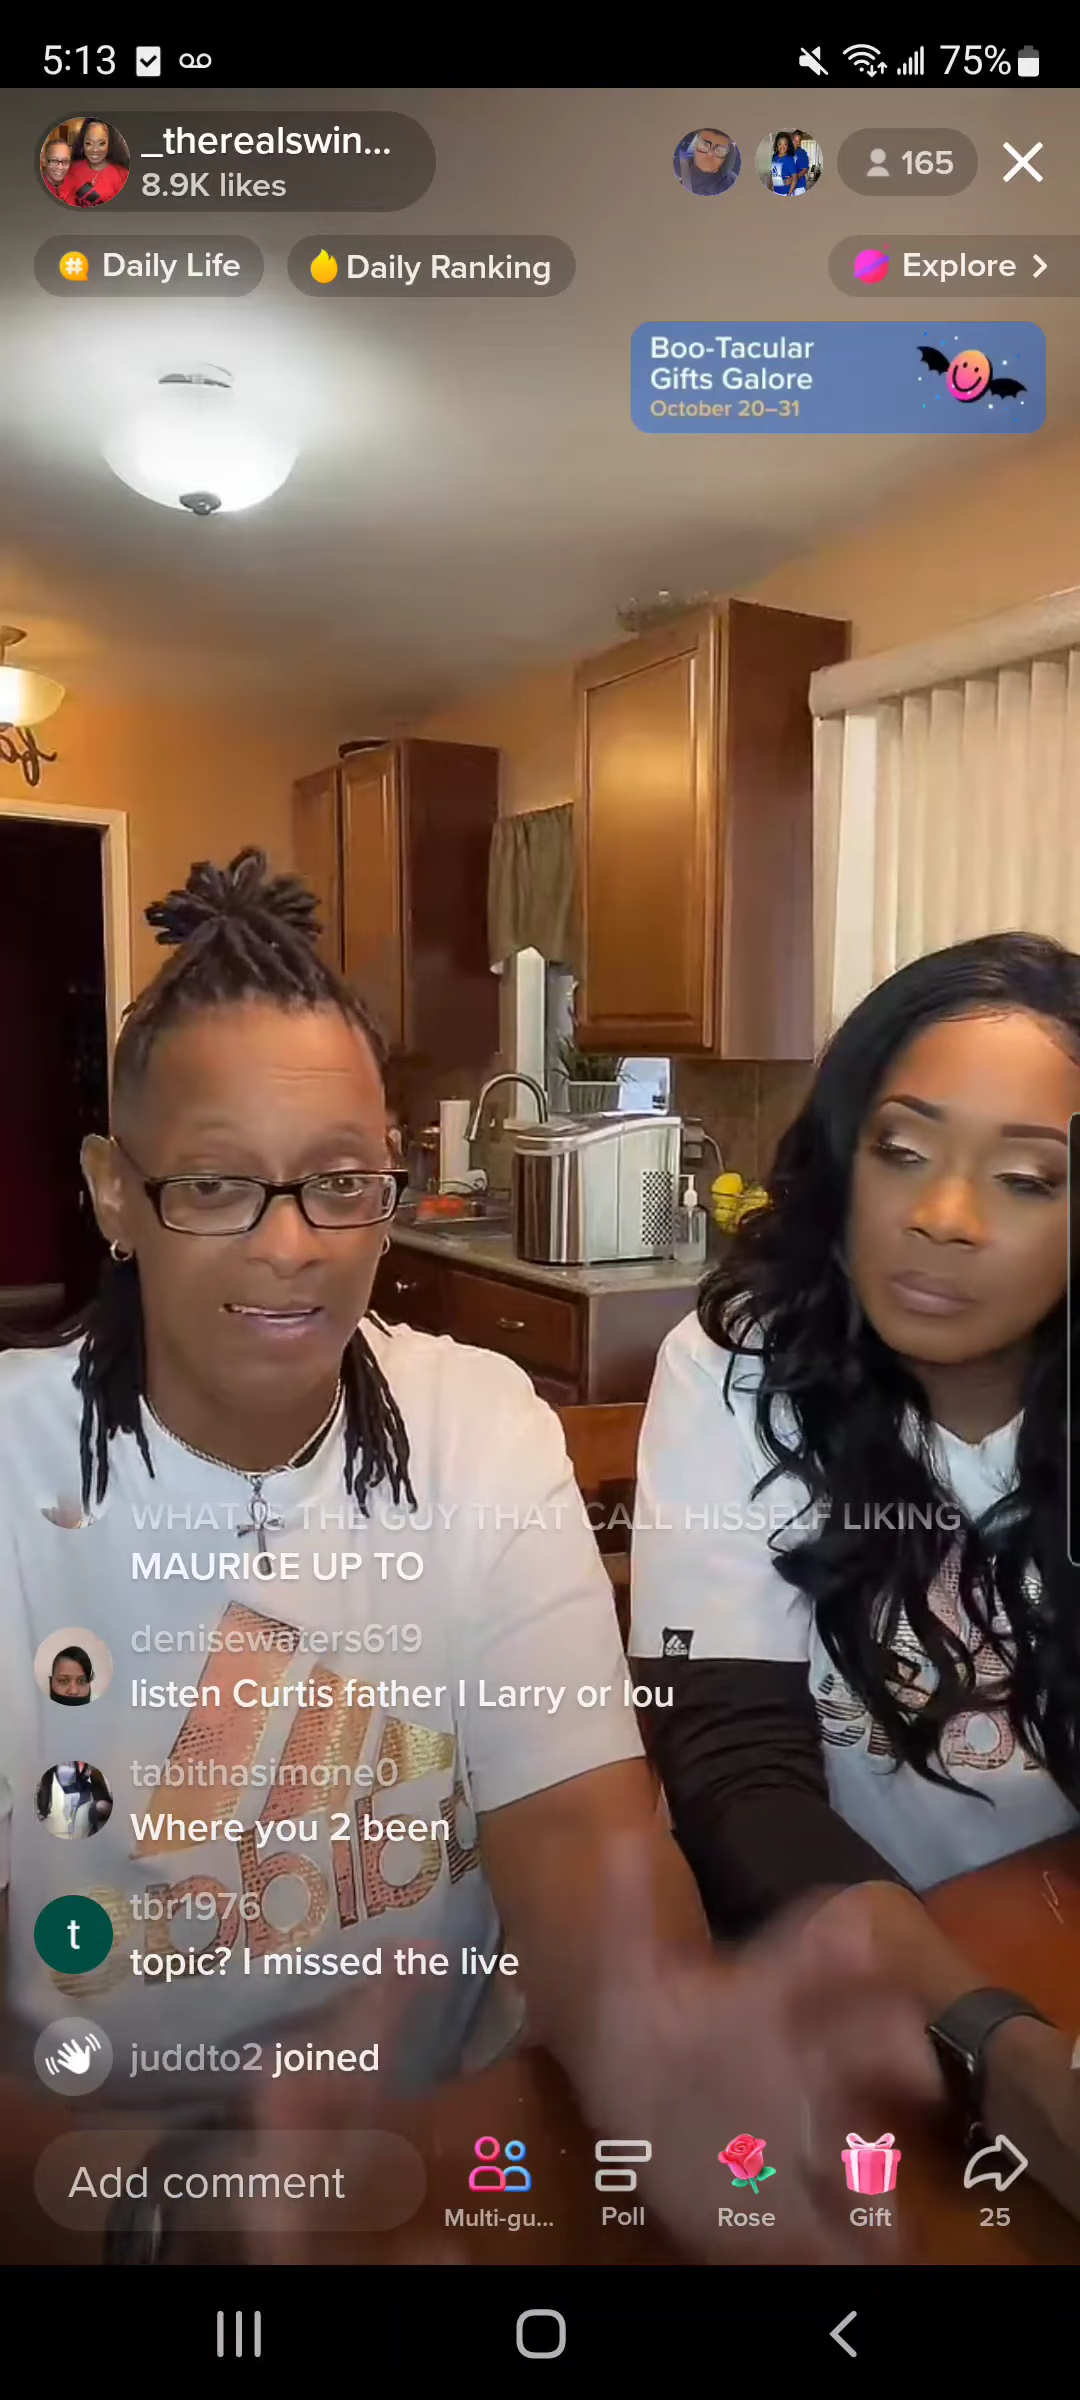 5:13
75%
_therealswin...
8.9K likes
165
Daily Life
Daily Ranking
Explore >
Boo-Tacular
Gifts Galore
October 20–31
WHAT IS THE GUY THAT CALL HISSELF LIKING
MAURICE UP TO
denisewaters619
listen Curtis father I Larry or lou
tabithasimone0
Where you 2 been
tbr1976
t
topic? I missed the live
juddto2 joined
Add comment
Multi-gu...
Poll
Rose
Gift
25
adidas